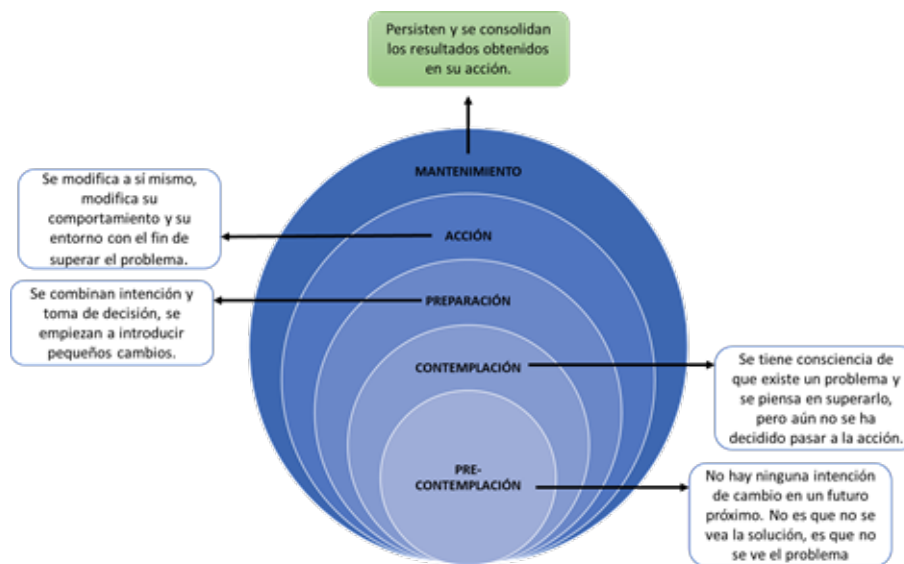 Persisten y se consolidan
los resultados obtenidos
en su acción.
MANTENIMIENTO
Se modifica a sí mismo,
modifica su
comportamiento y su
entorno con el fin de
superar el problema.
ACCIÓN
Se combinan intención y
toma de decisión, se
empiezan a introducir
pequeños cambios.
PREPARACIÓN
CONTEMPLACIÓN
Se tiene consciencia de
que existe un problema y
se piensa en superarlo,
pero aún no se ha
decidido pasar a la acción.
PRE-
CONTEMPLACIÓN
No hay ninguna intención
de cambio en un futuro
próximo. No es que no se
vea la solución, es que no
se ve el problema